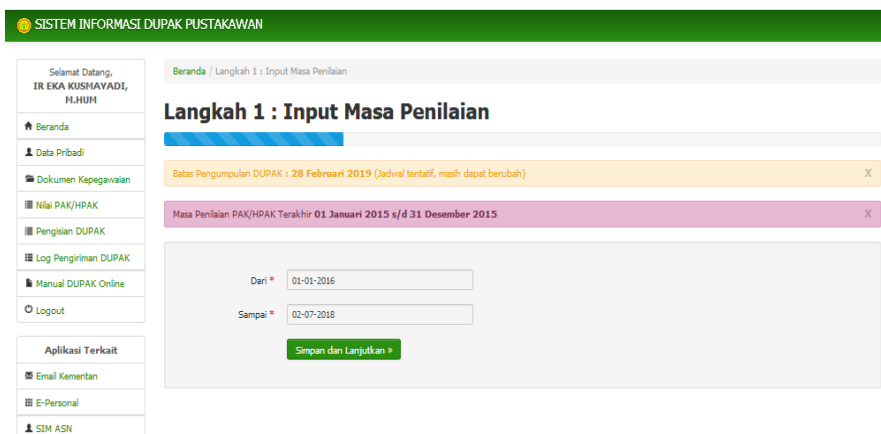 SISTEM INFORMASI DUPAK PUSTAKAWAN
Selamat Datang,
IR EKA KUSMAYADI,
M.HUM
Beranda
Data Pribadi
Dokumen Kepegawaian
Nilai PAK/HPAK
Pengisian DUPAK
Log Pengiriman DUPAK
Manual DUPAK Online
Logout
Aplikasi Terkait
Email Kementan
E-Personal
SIM ASN
Beranda / Langkah 1 : Input Masa Penilaian
Langkah 1 : Input Masa Penilaian
Batas Pengumpulan DUPAK : 28 Februari 2019 (Jadwal tentatif, masih dapat berubah) X
Masa Penilaian PAK/HPAK Terakhir 01 Januari 2015 s/d 31 Desember 2015 X
Dari * 01-01-2016
Sampai * 02-07-2018
Simpan dan Lanjutkan »